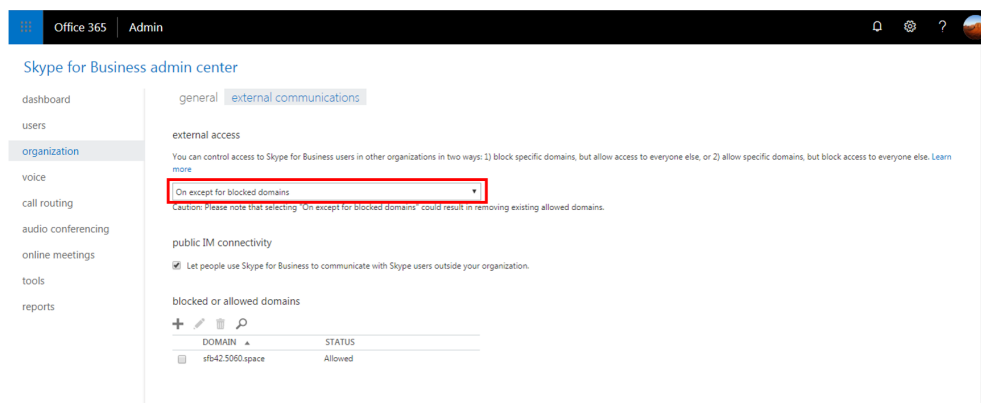 Office 365 Admin ?
Skype for Business admin center
dashboard
users
organization
voice
call routing
audio conferencing
online meetings
tools
reports
general external communications
external access
You can control access to Skype for Business users in other organizations in two ways: 1) block specific domains, but allow access to everyone else, or 2) allow specific domains, but block access to everyone else. Learn
more
On except for blocked domains
Caution: Please note that selecting "On except for blocked domains" could result in removing existing allowed domains.
public IM connectivity
Let people use Skype for Business to communicate with Skype users outside your organization.
blocked or allowed domains
DOMAIN STATUS
sfb42.5060.space Allowed